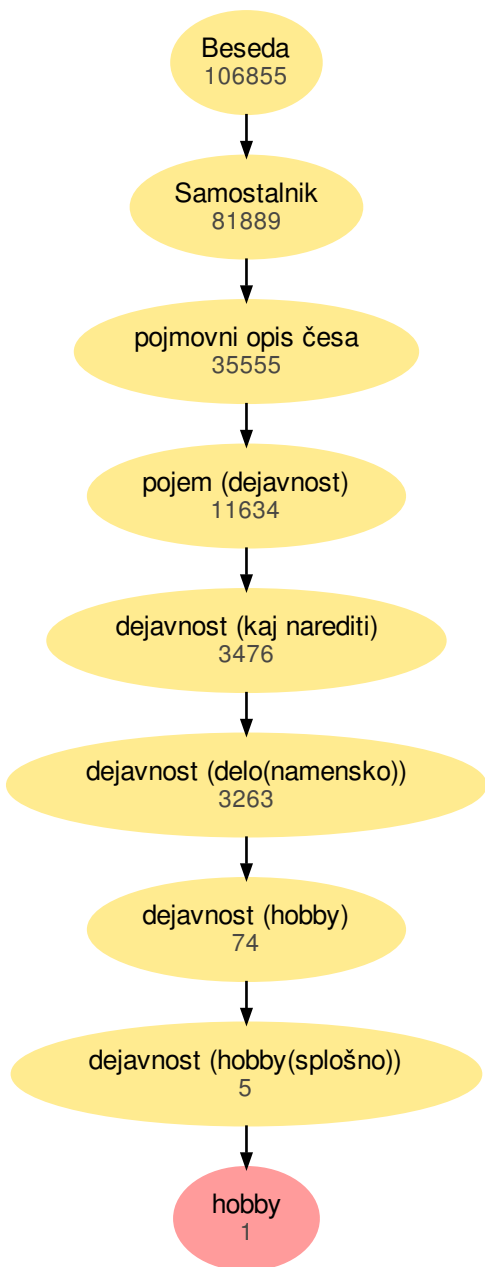 Beseda
106855
Samostalnik
81889
pojmovni opis česa
35555
pojem (dejavnost)
11634
dejavnost (kaj narediti)
3476
dejavnost (delo(namensko))
3263
dejavnost (hobby)
74
dejavnost (hobby(splošno))
5
hobby
1